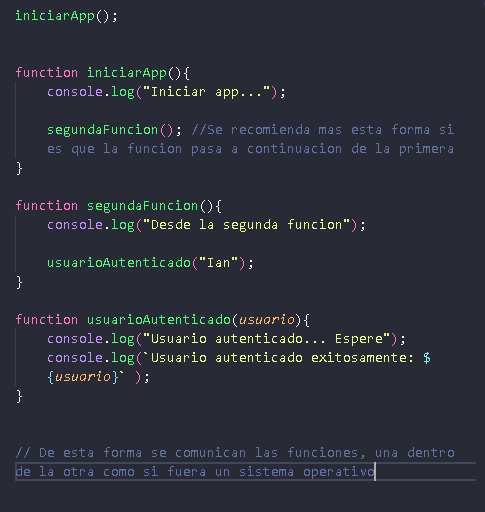 iniciarApp();
function iniciarApp(){
console.log("Iniciar app...");
segundaFuncion(); //Se recomienda mas esta forma si
es que la funcion pasa a continuacion de la primera
}
function segundaFuncion(){
console.log("Desde la segunda funcion");
usuarioAutenticado("Ian");
}
function usuarioAutenticado(usuario){
console.log("Usuario autenticado... Espere");
console.log(`Usuario autenticado exitosamente: $
{usuario}` );
}
// De esta forma se comunican las funciones, una dentro
de la otra como si fuera un sistema operativo